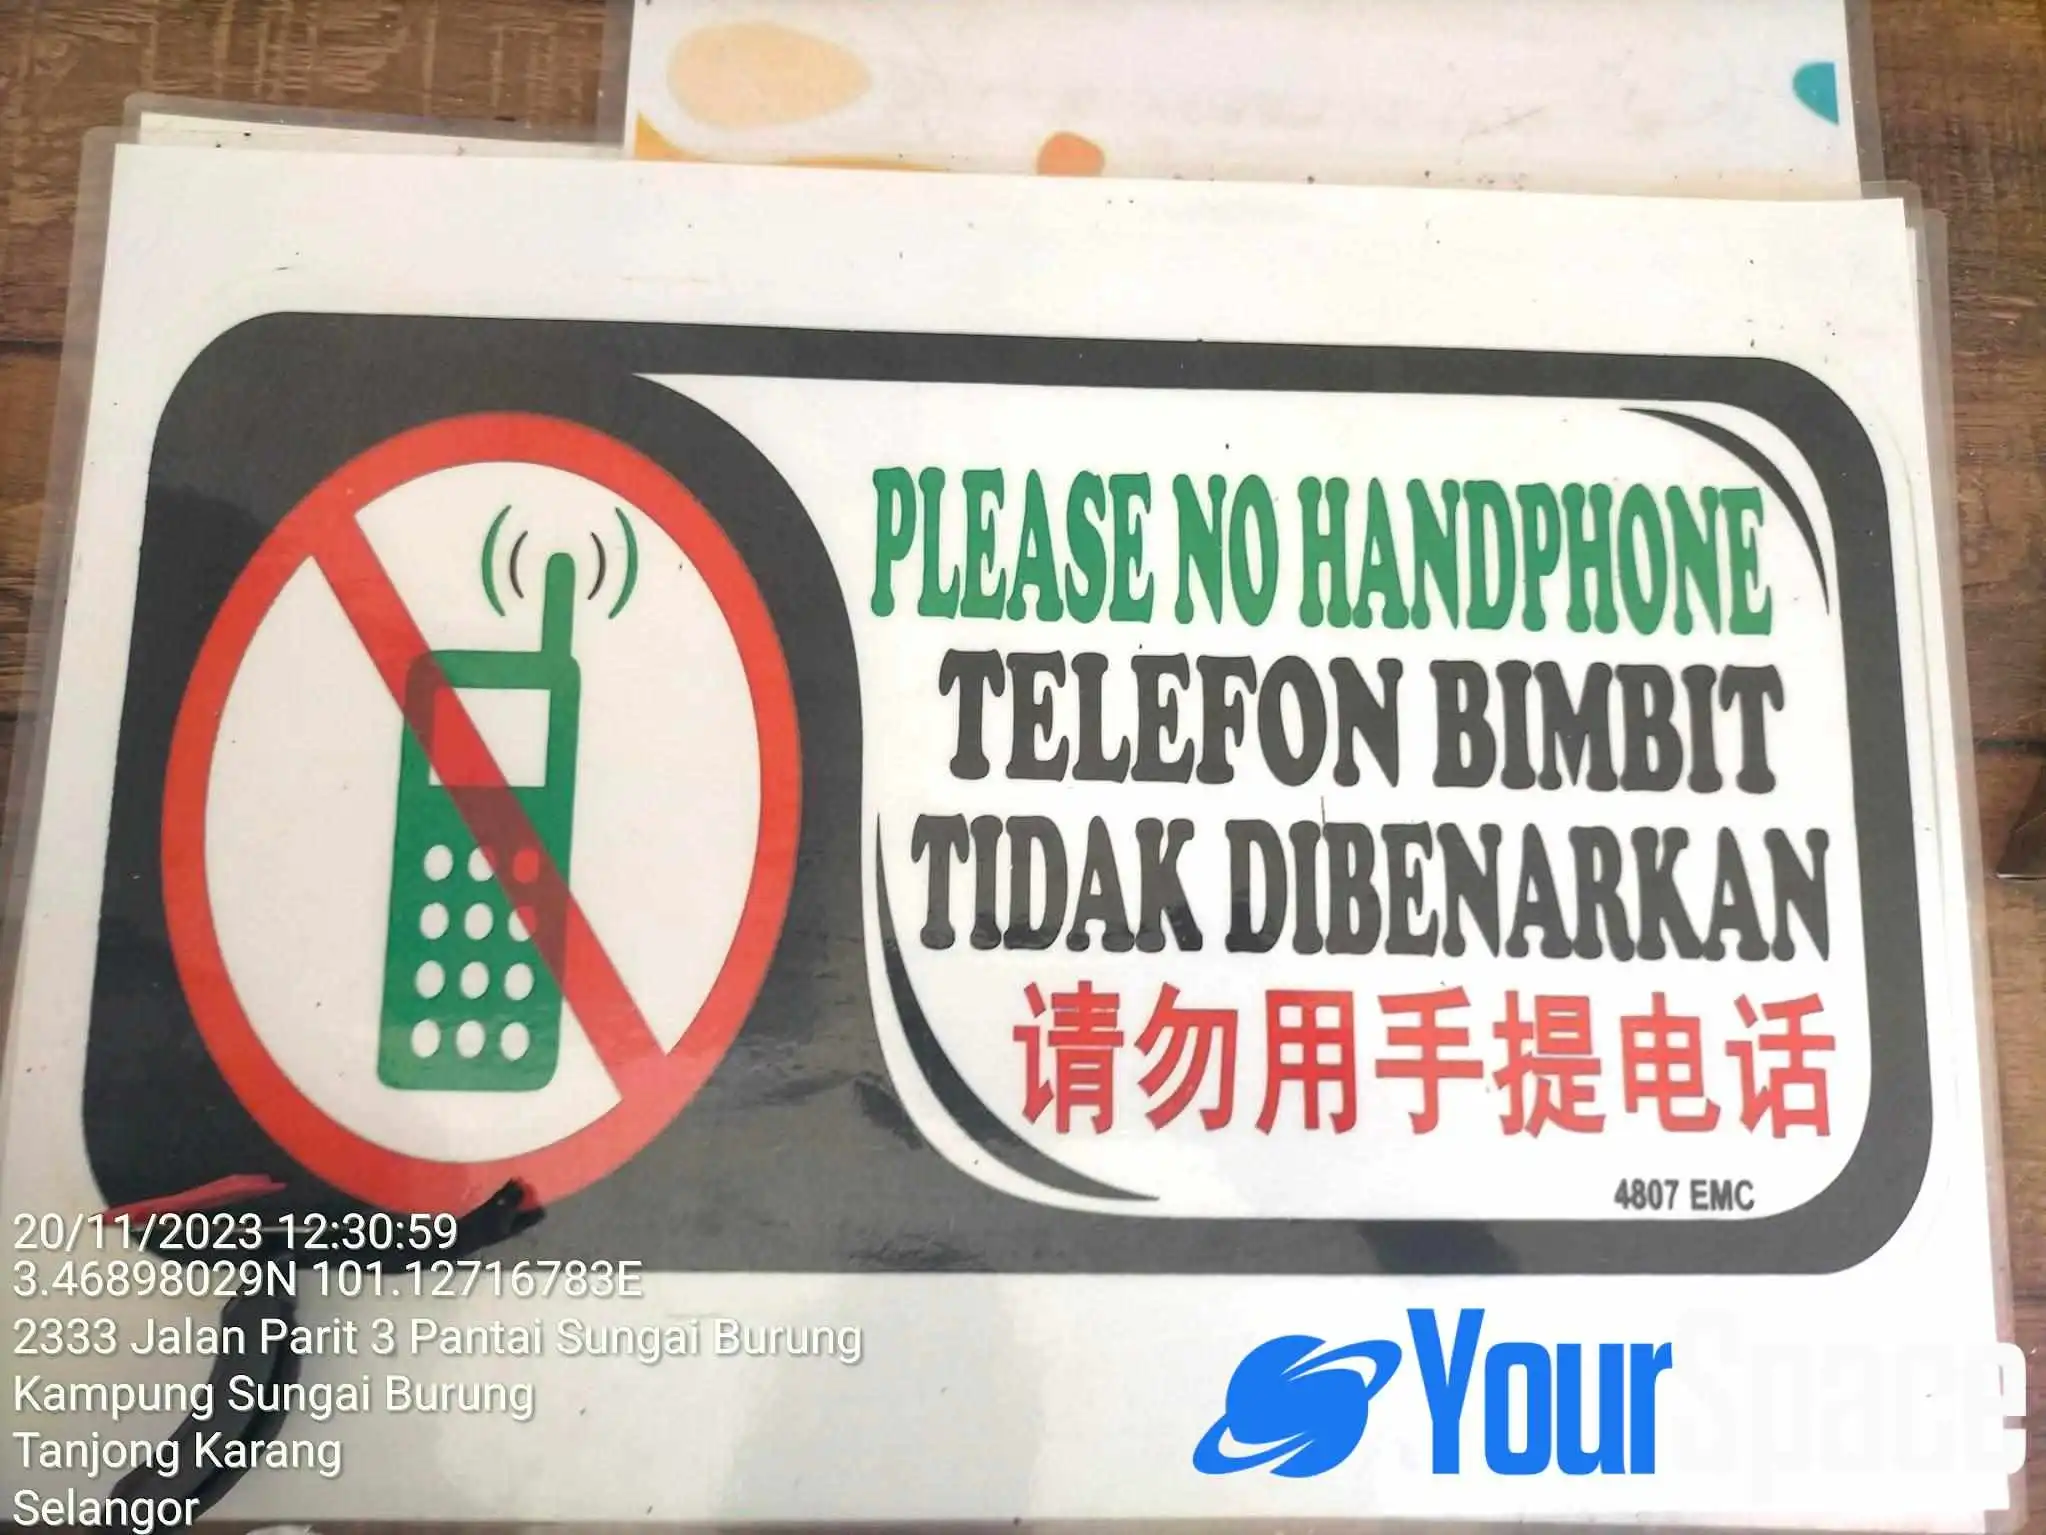 PLEASE NO HANDPHONE
TELEFON BIMBIT
TIDAK DIBENARKAN
请勿用手提电话
4807 EMC
20/11/2023 12:30:59
3.46898029N 101.12716783E
2333 Jalan Parit 3 Pantai Sungai Burung
Kampung Sungai Burung
Tanjong Karang
Selangor
YourSpace